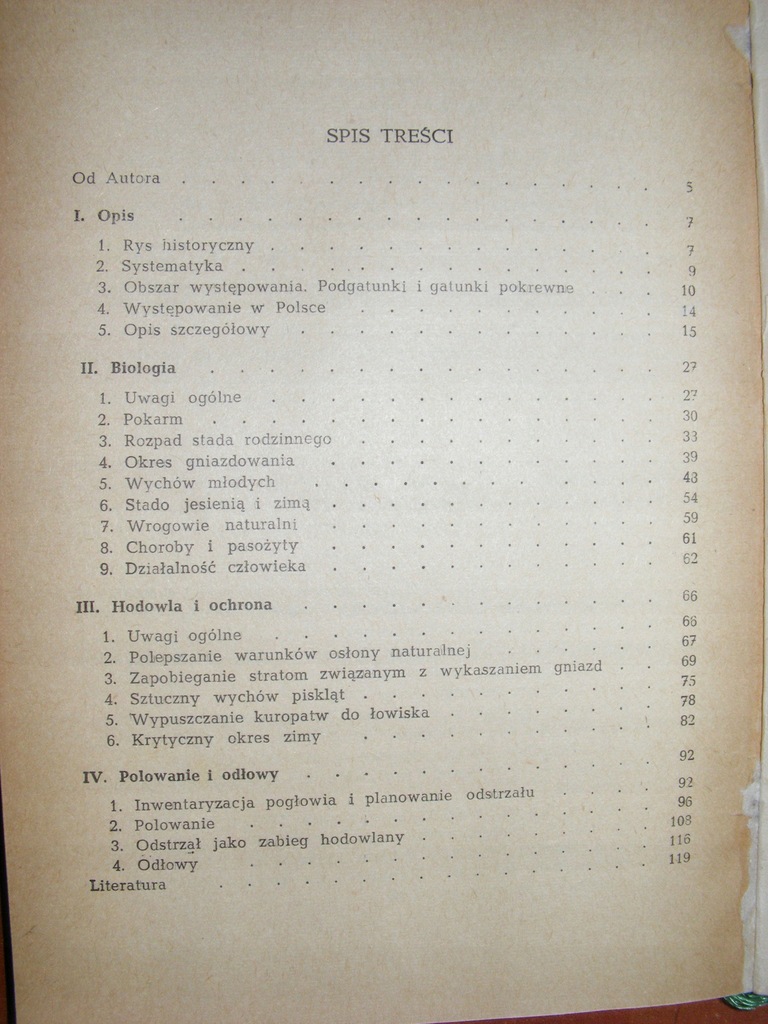 SPIS TREŚCI
Od Autora . . . . . . . . . . . . . . . . 5
I. Opis . . . . . . . . . . . . . . . . 7
1. Rys historyczny . . . . . . . . . . . . . 7
2. Systematyka . . . . . . . . . . . . . . 9
3. Obszar występowania. Podgatunki i gatunki pokrewne . . . 10
4. Występowanie w Polsce . . . . . . . . . . 14
5. Opis szczegółowy . . . . . . . . . . . . 15
II. Biologia . . . . . . . . . . . . . . . 27
1. Uwagi ogólne . . . . . . . . . . . . . 27
2. Pokarm . . . . . . . . . . . . . . . 30
3. Rozpad stada rodzinnego . . . . . . . . . . 33
4. Okres gniazdowania . . . . . . . . . . . 39
5. Wychów młodych . . . . . . . . . . . . 43
6. Stado jesienią i zimą . . . . . . . . . . . 54
7. Wrogowie naturalni . . . . . . . . . . . 59
8. Choroby i pasożyty . . . . . . . . . . . 61
9. Działalność człowieka . . . . . . . . . . . 62
III. Hodowla i ochrona . . . . . . . . . . . . 66
1. Uwagi ogólne . . . . . . . . . . . . . 66
2. Polepszanie warunków osłony naturalnej . . . . . . 67
3. Zapobieganie stratom związanym z wykaszaniem gniazd . . 69
4. Sztuczny wychów piskląt . . . . . . . . . . 75
5. Wypuszczanie kuropatw do łowiska . . . . . . . 78
6. Krytyczny okres zimy . . . . . . . . . . 82
IV. Polowanie i odłowy . . . . . . . . . . . . 92
1. Inwentaryzacja pogłowia i planowanie odstrzału . . . . 92
2. Polowanie . . . . . . . . . . . . . . 96
3. Odstrzał jako zabieg hodowlany . . . . . . . . 108
4. Odłowy . . . . . . . . . . . . . . 116
Literatura . . . . . . . . . . . . . . . 119